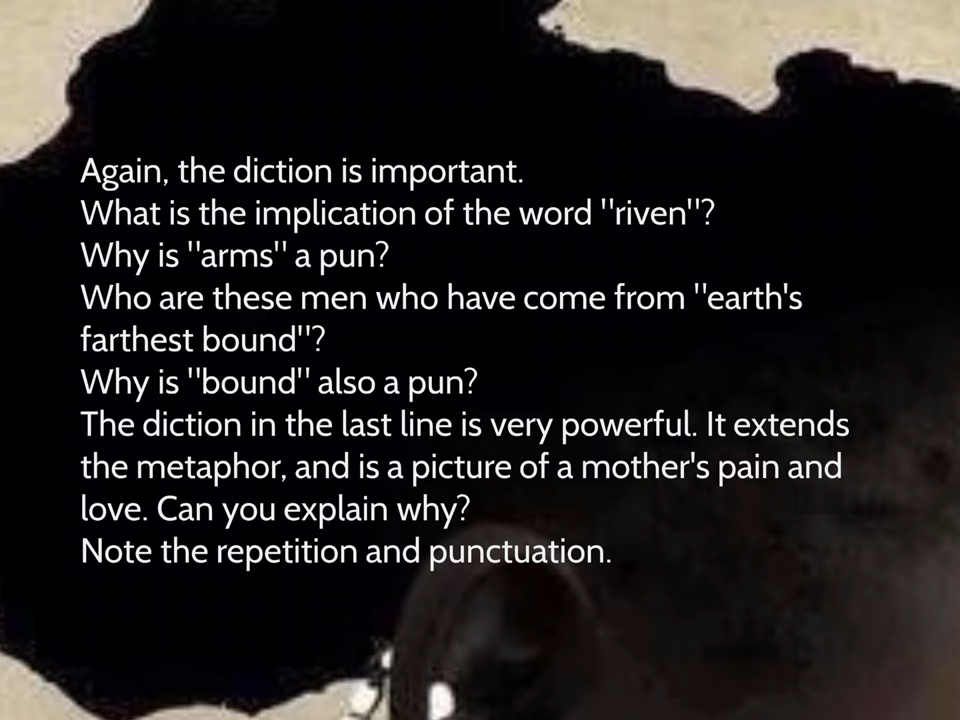 Again, the diction is important.
What is the implication of the word "riven"?
Why is "arms" a pun?
Who are these men who have come from "earth's
farthest bound"?
Why is "bound" also a pun?
The diction in the last line is very powerful. It extends
the metaphor, and is a picture of a mother's pain and
love. Can you explain why?
Note the repetition and punctuation.